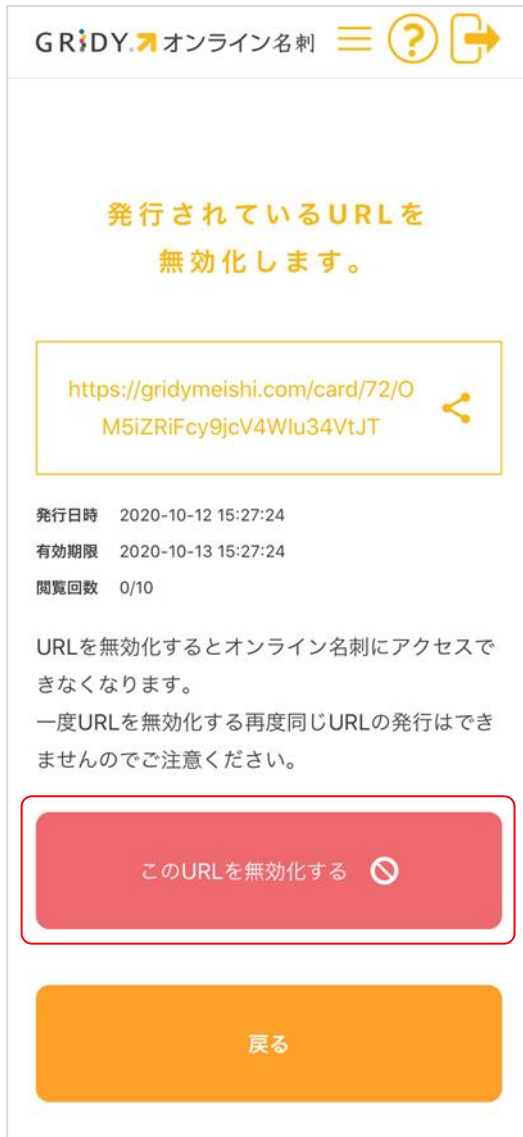 GRiDY. オンライン名刺
発行されているURLを
無効化します。
https://gridymeishi.com/card/72/O
M5iZRiFcy9jcV4WIu34VtJT
発行日時 2020-10-12 15:27:24
有効期限 2020-10-13 15:27:24
閲覧回数 0/10
URLを無効化するとオンライン名刺にアクセスで
きなくなります。
一度URLを無効化する再度同じURLの発行はでき
ませんのでご注意ください。
このURLを無効化する
戻る